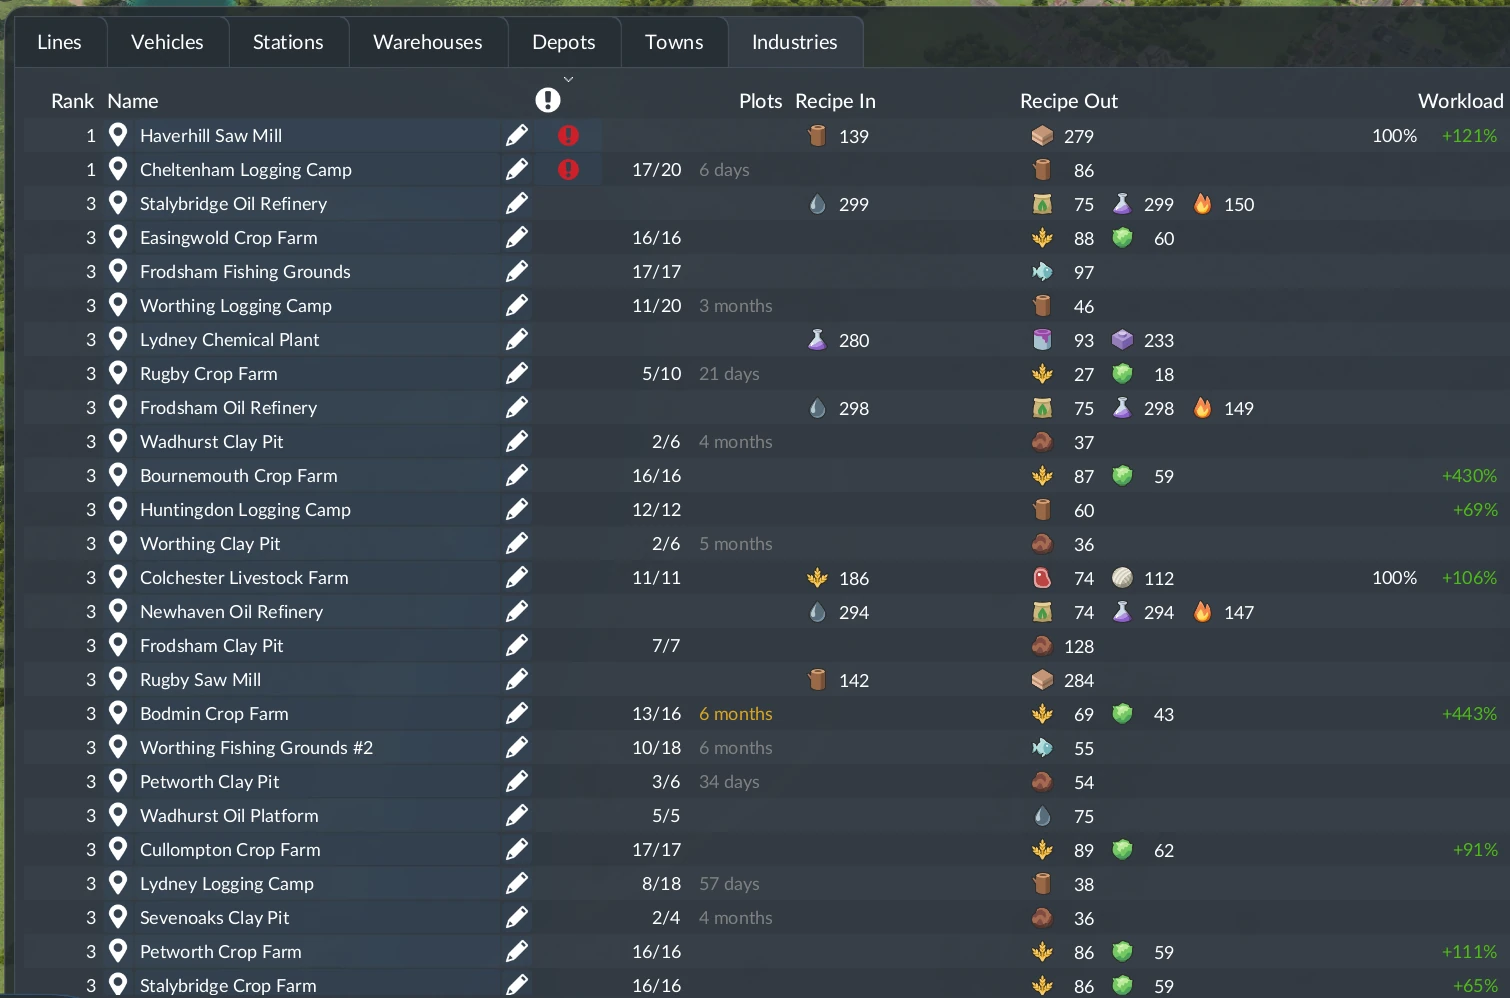 Lines Vehicles Stations Warehouses Depots Towns Industries
Rank Name Plots Recipe In Recipe Out Workload
1 Haverhill Saw Mill 139 279 100% +121%
1 Cheltenham Logging Camp 17/20 6 days 86
3 Stalybridge Oil Refinery 299 75 299 150
3 Easingwold Crop Farm 16/16 88 60
3 Frodsham Fishing Grounds 17/17 97
3 Worthing Logging Camp 11/20 3 months 46
3 Lydney Chemical Plant 280 93 233
3 Rugby Crop Farm 5/10 21 days 27 18
3 Frodsham Oil Refinery 298 75 298 149
3 Wadhurst Clay Pit 2/6 4 months 37
3 Bournemouth Crop Farm 16/16 87 59 +430%
3 Huntingdon Logging Camp 12/12 60 +69%
3 Worthing Clay Pit 2/6 5 months 36
3 Colchester Livestock Farm 11/11 186 74 112 100% +106%
3 Newhaven Oil Refinery 294 74 294 147
3 Frodsham Clay Pit 7/7 128
3 Rugby Saw Mill 142 284
3 Bodmin Crop Farm 13/16 6 months 69 43 +443%
3 Worthing Fishing Grounds #2 10/18 6 months 55
3 Petworth Clay Pit 3/6 34 days 54
3 Wadhurst Oil Platform 5/5 75
3 Cullompton Crop Farm 17/17 89 62 +91%
3 Lydney Logging Camp 8/18 57 days 38
3 Sevenoaks Clay Pit 2/4 4 months 36
3 Petworth Crop Farm 16/16 86 59 +111%
3 Stalybridge Crop Farm 16/16 86 59 +65%